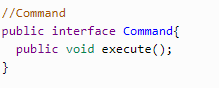 //Command
public interface Command{
  public void execute();
}